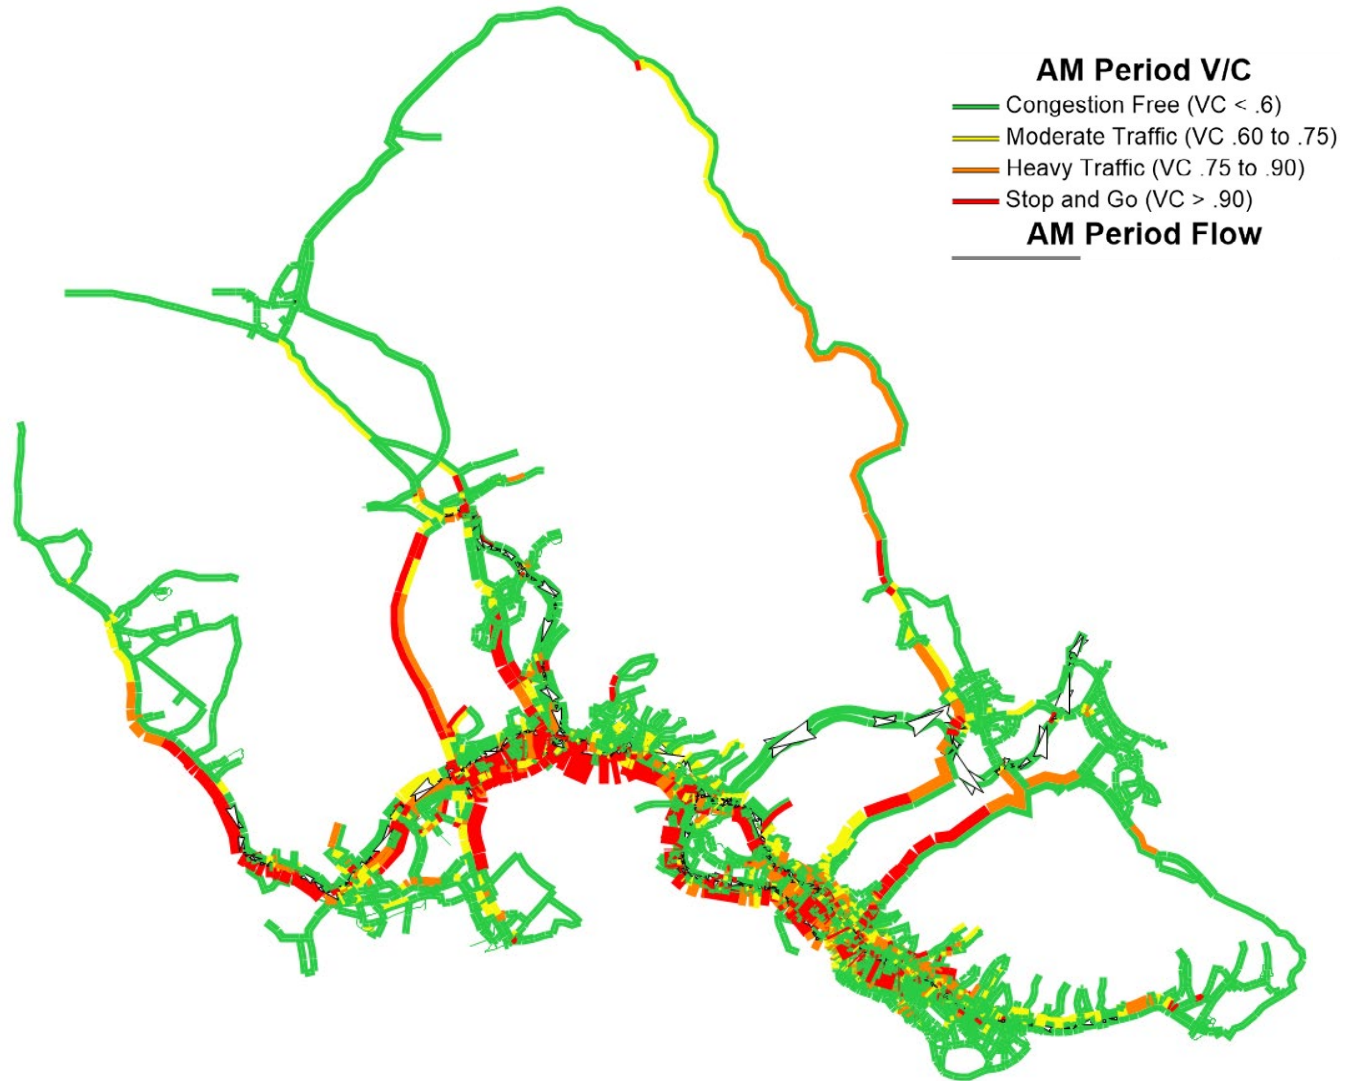 AM Period V/C
Congestion Free (VC < .6)
Moderate Traffic (VC .60 to .75)
Heavy Traffic (VC .75 to .90)
Stop and Go (VC > .90)
AM Period Flow